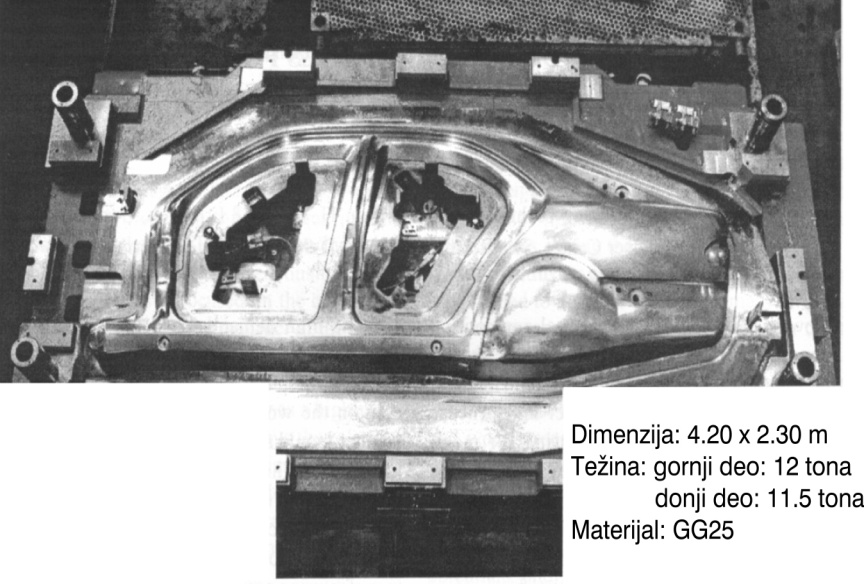 Dimenzija: 4.20 x 2.30 m
Težina: gornji deo: 12 tona
donji deo: 11.5 tona
Materijal: GG25